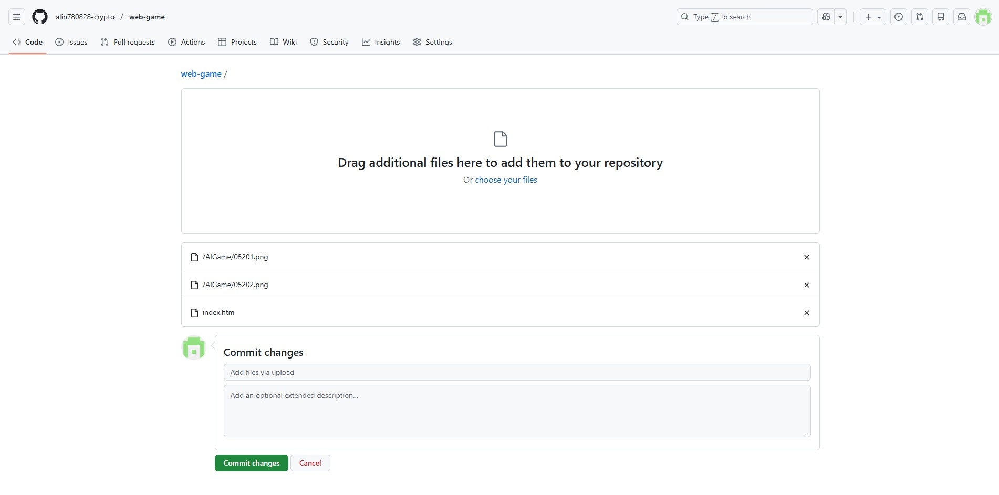 alin780828-crypto / web-game
Type / to search
Code Issues Pull requests Actions Projects Wiki Security Insights Settings
web-game /
Drag additional files here to add them to your repository
Or choose your files
/AIGame/05201.png
/AIGame/05202.png
index.htm
Commit changes
Add files via upload
Add an optional extended description...
Commit changes Cancel